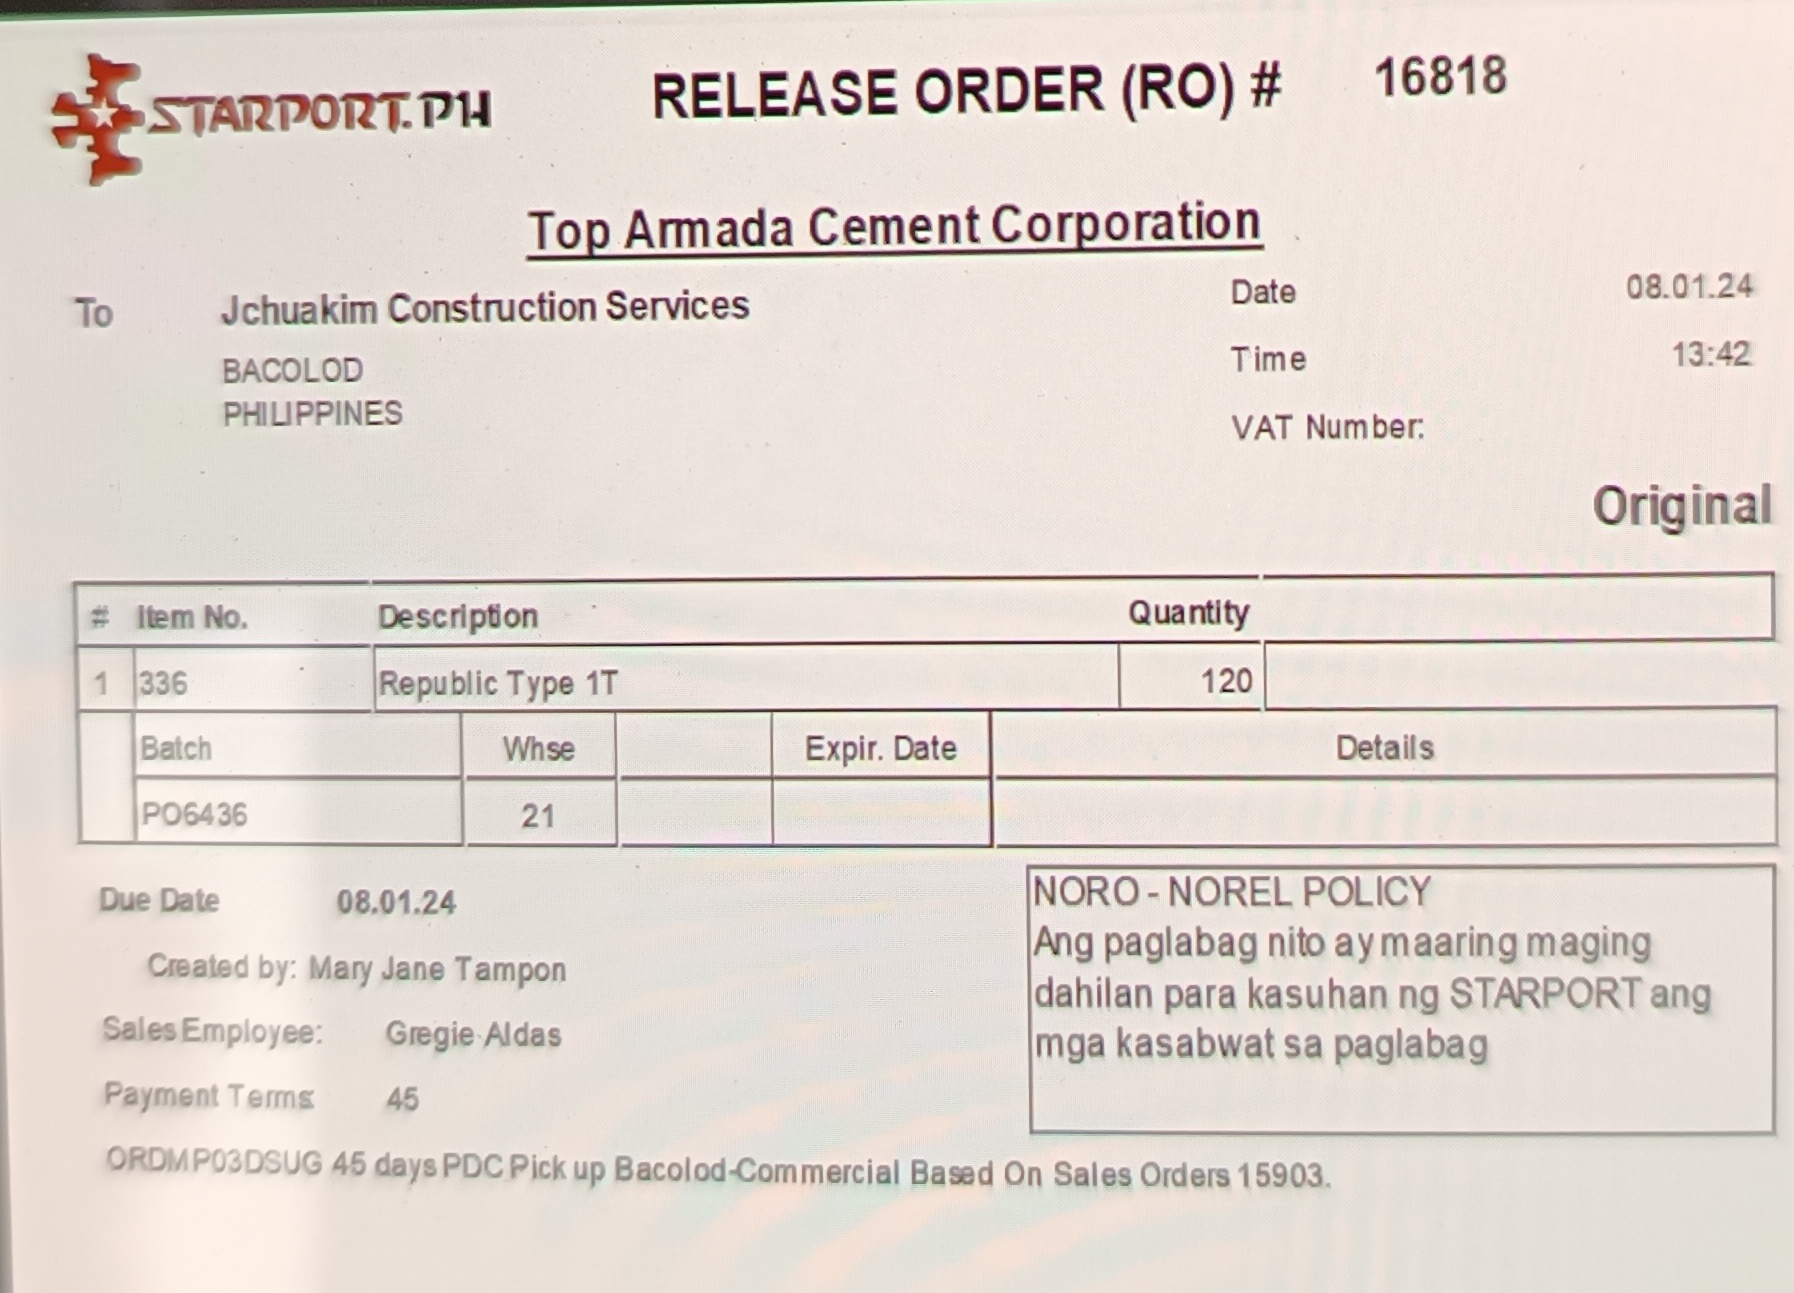 STARPORT.PH
RELEASE ORDER (RO) # 16818
Top Armada Cement Corporation
To Jchuakim Construction Services
BACOLOD
PHILIPPINES
Date 08.01.24
Time 13:42
VAT Number:
Original
# Item No. Description Quantity
1 336 Republic Type 1T 120
Batch Whse Expir. Date Details
PO6436 21
Due Date 08.01.24
Created by: Mary Jane Tampon
Sales Employee: Gregie Aldas
Payment Terms 45
NORO - NOREL POLICY
Ang paglabag nito ay maaring maging
dahilan para kasuhan ng STARPORT ang
mga kasabwat sa paglabag
ORDMP03DSUG 45 days PDC Pick up Bacolod-Commercial Based On Sales Orders 15903.